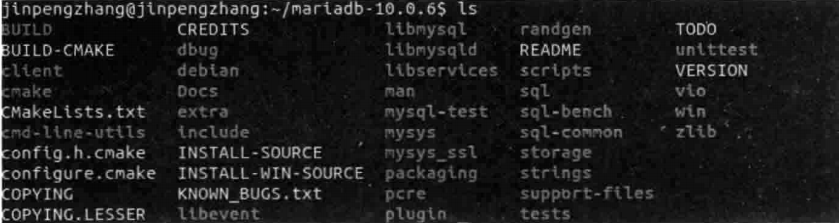 jinpengzhang@jinpengzhang:~/mariadb-10.0.6$ ls
BUILD CREDITS libmysql randgen TODO
BUILD-CMAKE dbug libmysqld README unittest
client debian libservices scripts VERSION
cmake Docs man sql vio
CMakeLists.txt extra mysql-test sql-bench win
cmd-line-utils include mysys sql-common zlib
config.h.cmake INSTALL-SOURCE mysys_ssl storage
configure.cmake INSTALL-WIN-SOURCE packaging strings
COPYING KNOWN_BUGS.txt pcre support-files
COPYING.LESSER libevent plugin tests